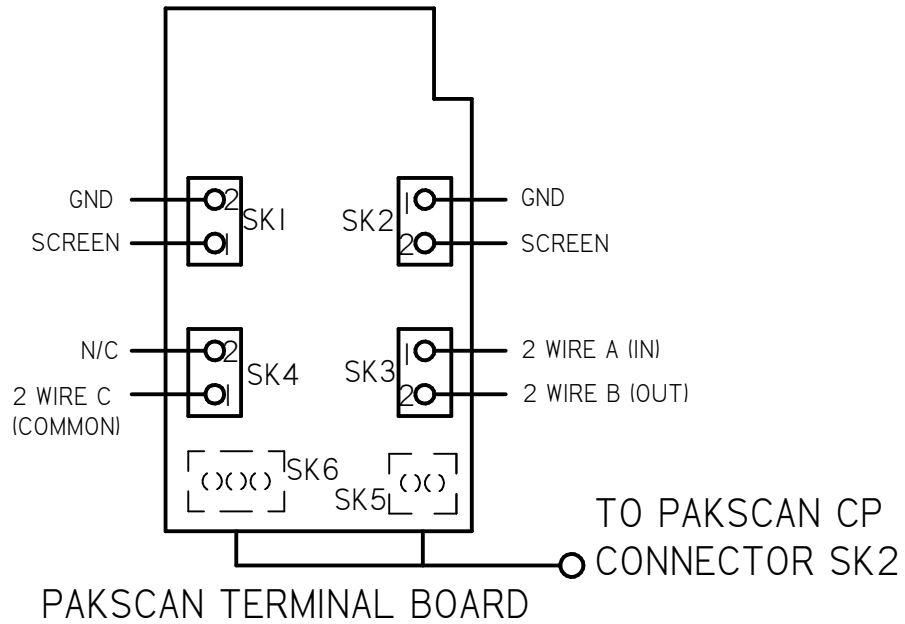 GND
2
1
GND
SK1
SK2
SCREEN
1
2
SCREEN
N/C
2
1
2 WIRE A (IN)
SK4
SK3
2 WIRE C
(COMMON)
1
2
2 WIRE B (OUT)
SK6
SK5
TO PAKSCAN CP
CONNECTOR SK2
PAKSCAN TERMINAL BOARD